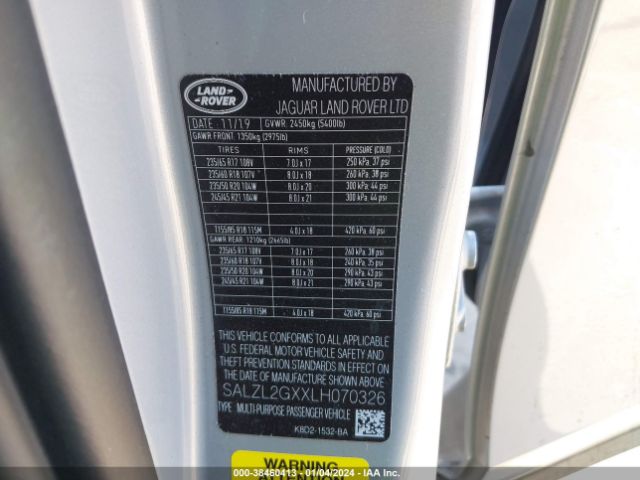 LAND
ROVER
MANUFACTURED BY
JAGUAR LAND ROVER LTD
DATE 11/19 GVWR: 2450kg (5400lb)
GAWR FRONT: 1350kg (2975lb)
TIRES RIMS PRESSURE (COLD)
235/65 R17 108V 7.0J x 17 250 kPa, 37 psi
235/60 R18 107V 8.0J x 18 260 kPa, 38 psi
235/50 R20 104W 8.0J x 20 300 kPa, 44 psi
245/45 R21 104W 8.0J x 21 300 kPa, 44 psi
T155/85 R18 115M 4.0J x 18 420 kPa, 60 psi
GAWR REAR: 1210kg (2665lb)
235/65 R17 108V 7.0J x 17 260 kPa, 38 psi
235/60 R18 107V 8.0J x 18 240 kPa, 35 psi
235/50 R20 104W 8.0J x 20 290 kPa, 43 psi
245/45 R21 104W 8.0J x 21 290 kPa, 43 psi
T155/85 R18 115M 4.0J x 18 420 kPa, 60 psi
THIS VEHICLE CONFORMS TO ALL APPLICABLE
U.S. FEDERAL MOTOR VEHICLE SAFETY AND
THEFT PREVENTION STANDARDS IN EFFECT ON
THE DATE OF MANUFACTURE SHOWN ABOVE
SALZL2GXXLH070326
TYPE: MULTI-PURPOSE PASSENGER VEHICLE
K8D2-1532-BA
WARNING
ATTENTION
000-38460413 - 01/04/2024 - IAAI.com